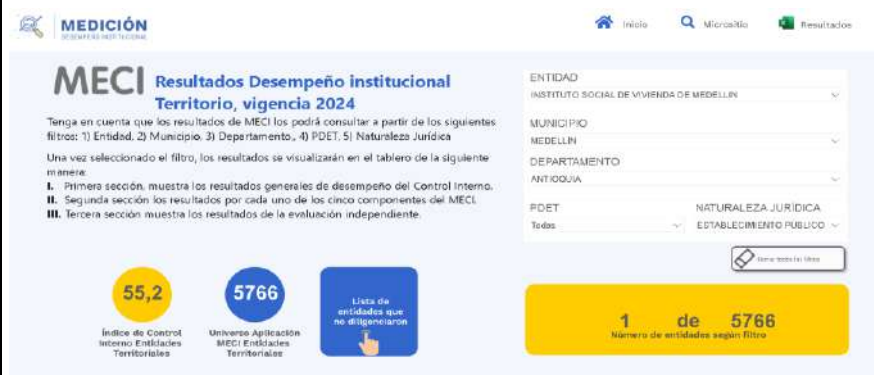 MEDICIÓN
DESEMPEÑO INSTITUCIONAL
Inicio
Micrositio
Resultados
MECI Resultados Desempeño institucional
Territorio, vigencia 2024
Tenga en cuenta que los resultados de MECI los podrá consultar a partir de los siguientes
filtros: 1) Entidad, 2) Municipio, 3) Departamento., 4) PDET, 5) Naturaleza Jurídica
Una vez seleccionado el filtro, los resultados se visualizarán en el tablero de la siguiente
manera:
I. Primera sección, muestra los resultados generales de desempeño del Control Interno.
II. Segunda sección los resultados por cada uno de los cinco componentes del MECI.
III. Tercera sección muestra los resultados de la evaluación independiente.
ENTIDAD
INSTITUTO SOCIAL DE VIVIENDA DE MEDELLIN
MUNICIPIO
MEDELLÍN
DEPARTAMENTO
ANTIOQUIA
PDET
Todas
NATURALEZA JURÍDICA
ESTABLECIMIENTO PUBLICO
Borrar todos los filtros
55,2
Índice de Control
Interno Entidades
Territoriales
5766
Universo Aplicación
MECI Entidades
Territoriales
Lista de
entidades que
no diligenciaron
1 de 5766
Número de entidades según filtro